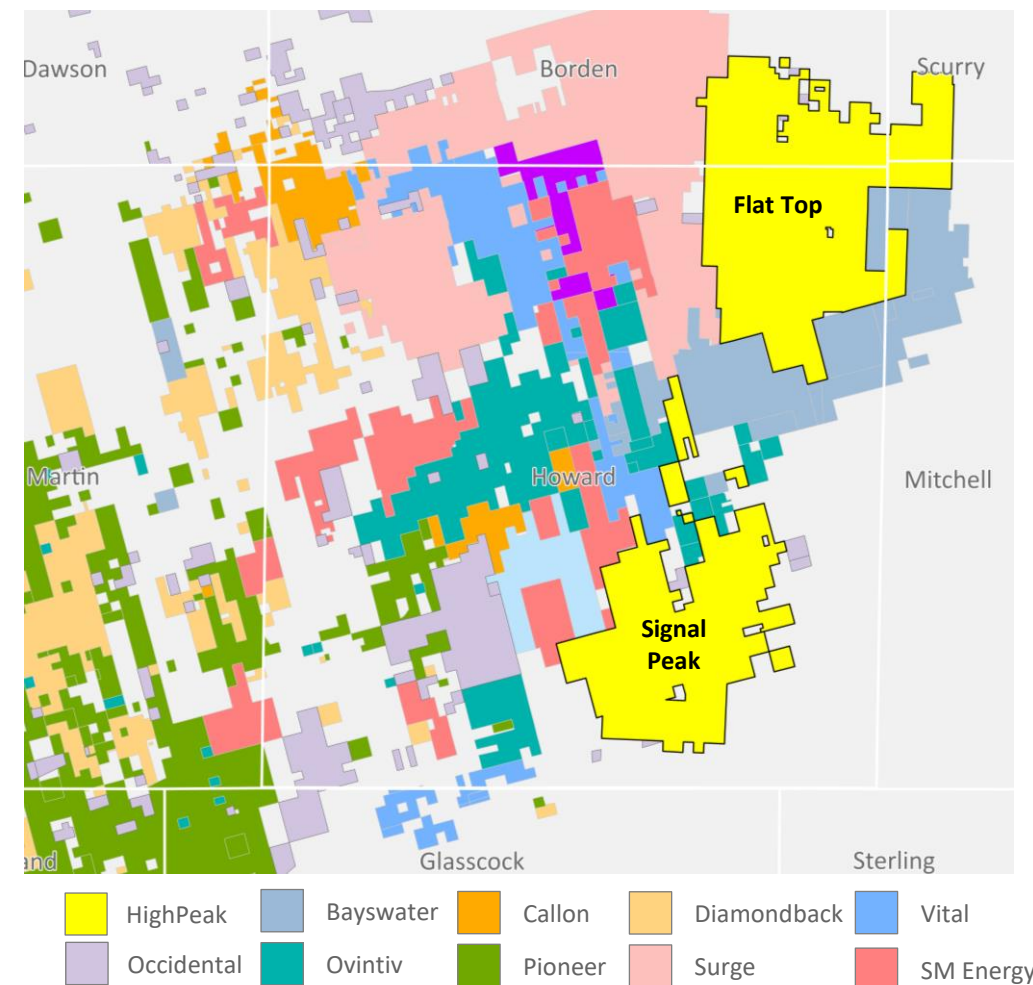 Dawson
Borden
Scurry
Flat Top
Martin
Howard
Mitchell
Signal
Peak
and
Glasscock
Sterling
HighPeak
Bayswater
Callon
Diamondback
Vital
Occidental
Ovintiv
Pioneer
Surge
SM Energy